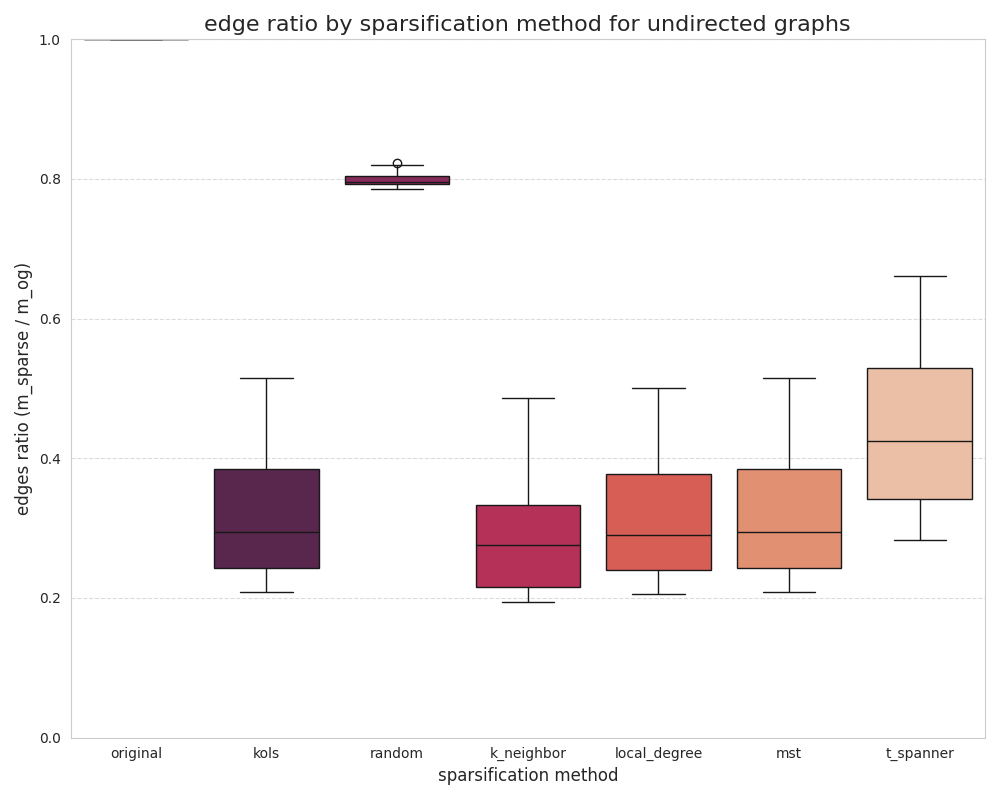 edge ratio by sparsification method for undirected graphs
edges ratio (m_sparse / m_og)
1.0
0.8
0.6
0.4
0.2
0.0
original kols random k_neighbor local_degree mst t_spanner
sparsification method